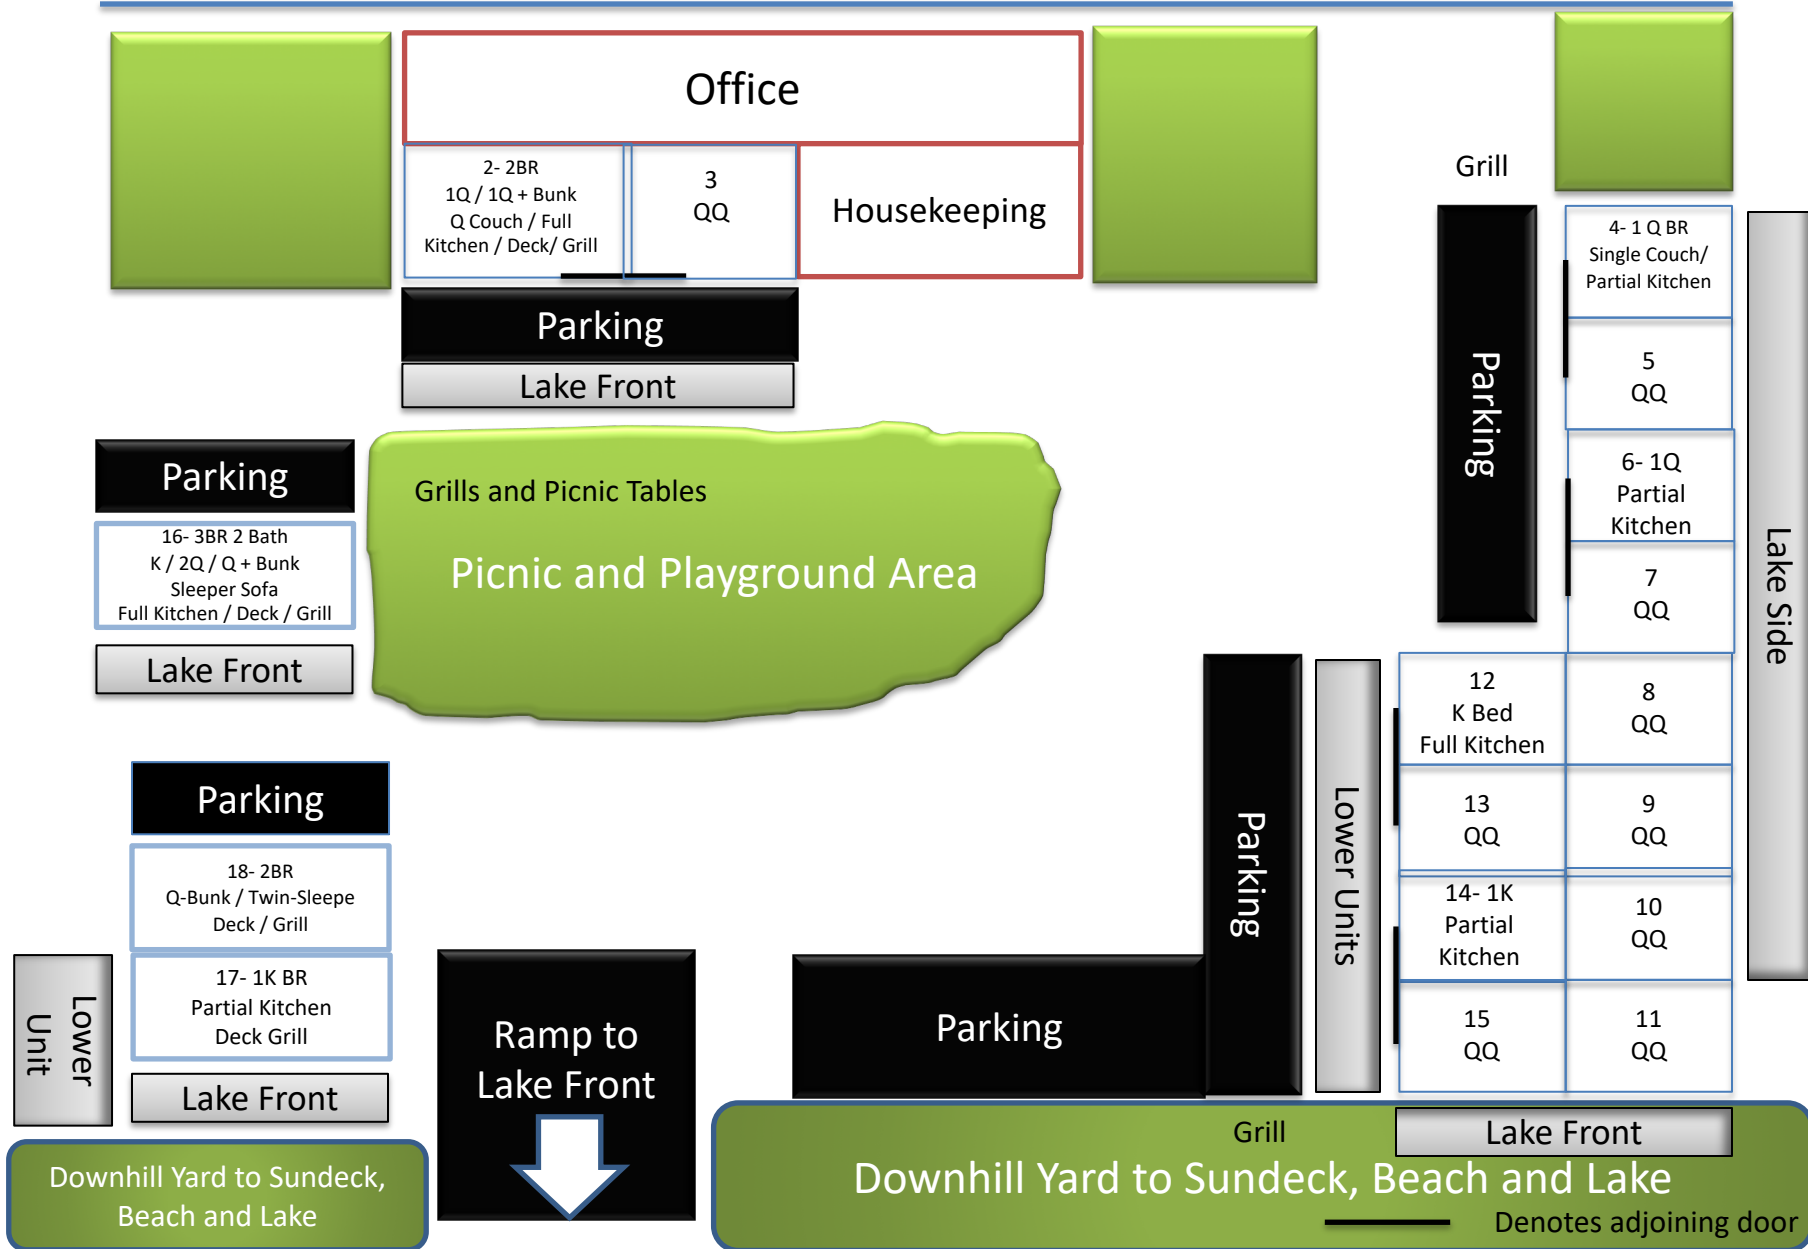 Office
2- 2BR
1Q / 1Q + Bunk
Q Couch / Full
Kitchen / Deck/ Grill
3
QQ
Housekeeping
Parking
Lake Front
Grill
Parking
4- 1 Q BR
Single Couch/
Partial Kitchen
5
QQ
6- 1Q
Partial
Kitchen
7
QQ
Lake Side
Parking
16- 3BR 2 Bath
K / 2Q / Q + Bunk
Sleeper Sofa
Full Kitchen / Deck / Grill
Lake Front
Grills and Picnic Tables
Picnic and Playground Area
Parking
18- 2BR
Q-Bunk / Twin-Sleepe
Deck / Grill
17- 1K BR
Partial Kitchen
Deck Grill
Lower
Unit
Lake Front
Ramp to
Lake Front
Parking
Parking
Lower Units
12
K Bed
Full Kitchen
8
QQ
13
QQ
9
QQ
14- 1K
Partial
Kitchen
10
QQ
15
QQ
11
QQ
Grill
Lake Front
Downhill Yard to Sundeck,
Beach and Lake
Downhill Yard to Sundeck, Beach and Lake
Denotes adjoining door